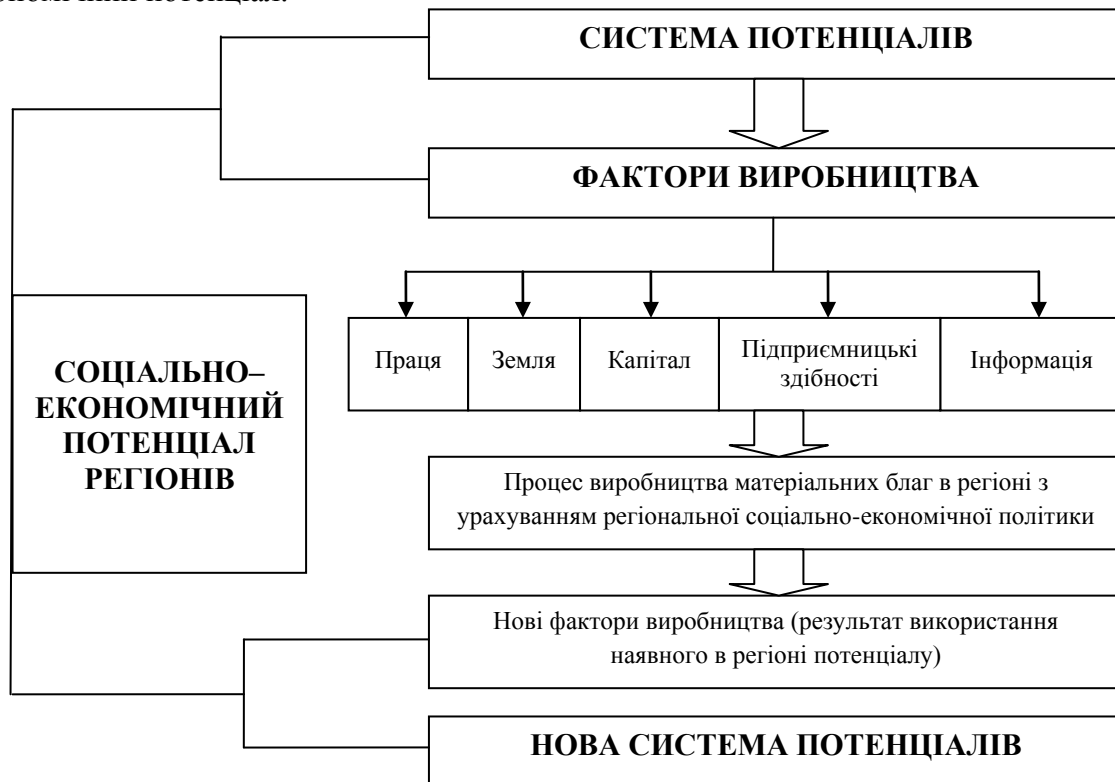 потенціал.
СИСТЕМА ПОТЕНЦІАЛІВ
ФАКТОРИ ВИРОБНИЦТВА
Праця
Земля
Капітал
Підприємницькі
здібності
Інформація
СОЦІАЛЬНО–
ЕКОНОМІЧНИЙ
ПОТЕНЦІАЛ
РЕГІОНІВ
Процес виробництва матеріальних благ в регіоні з
урахуванням регіональної соціально-економічної політики
Нові фактори виробництва (результат використання
наявного в регіоні потенціалу)
НОВА СИСТЕМА ПОТЕНЦІАЛІВ